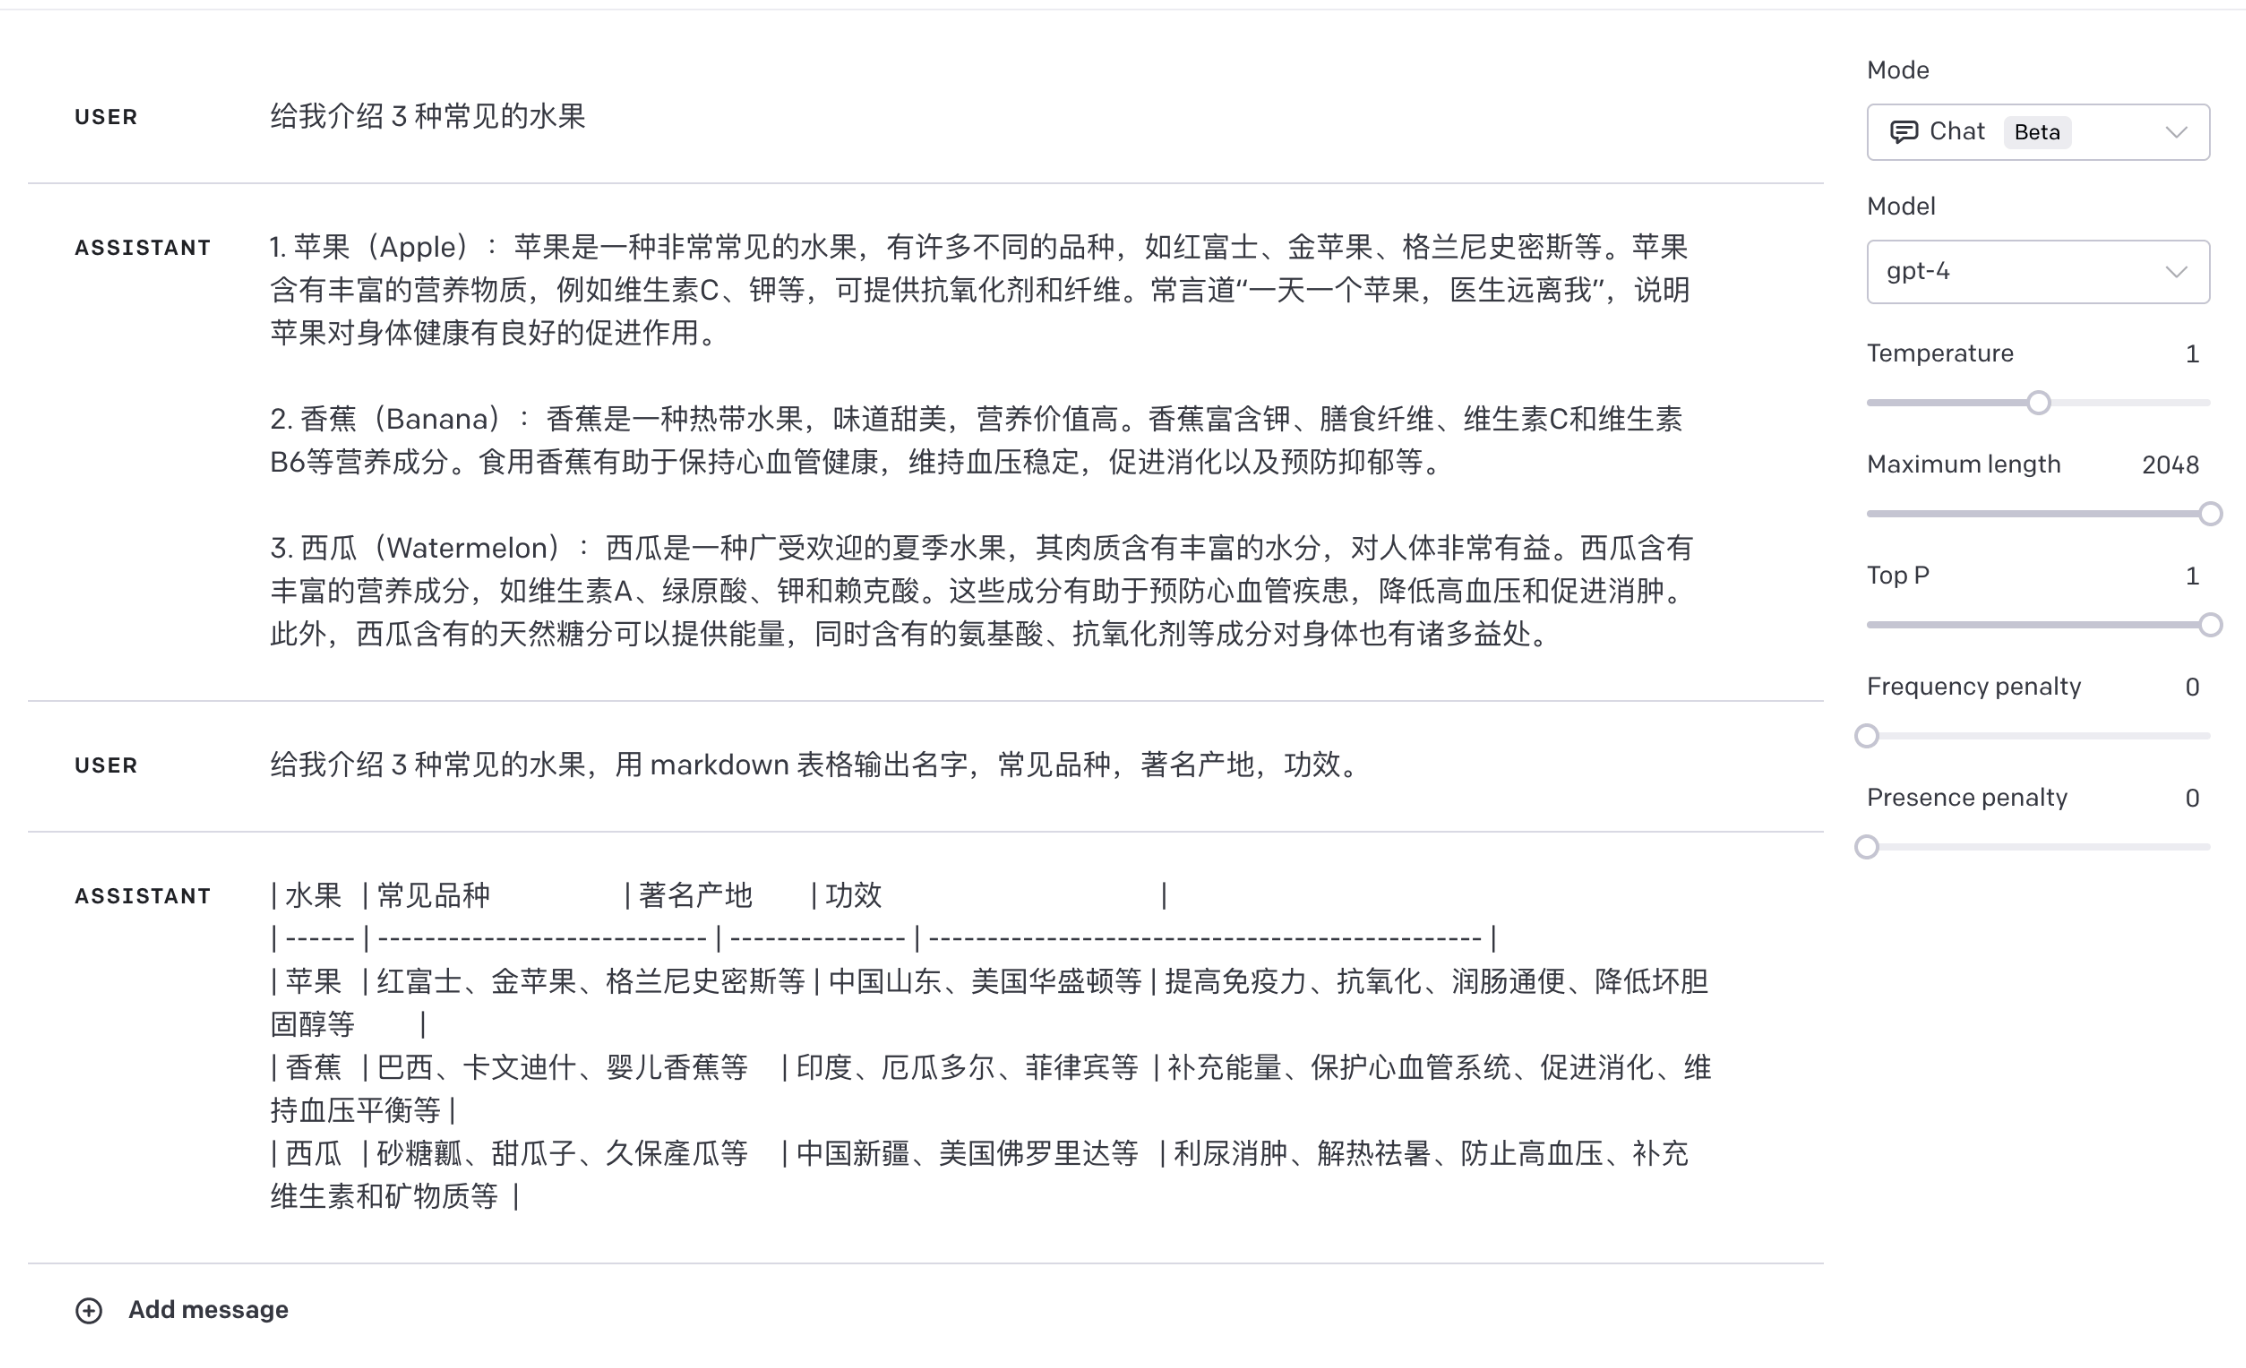 USER
给我介绍 3 种常见的水果
ASSISTANT
1. 苹果（Apple）：苹果是一种非常常见的水果，有许多不同的品种，如红富士、金苹果、格兰尼史密斯等。苹果
含有丰富的营养物质，例如维生素C、钾等，可提供抗氧化剂和纤维。常言道“一天一个苹果，医生远离我”，说明
苹果对身体健康有良好的促进作用。
2. 香蕉（Banana）：香蕉是一种热带水果，味道甜美，营养价值高。香蕉富含钾、膳食纤维、维生素C和维生素
B6等营养成分。食用香蕉有助于保持心血管健康，维持血压稳定，促进消化以及预防抑郁等。
3. 西瓜（Watermelon）：西瓜是一种广受欢迎的夏季水果，其肉质含有丰富的水分，对人体非常有益。西瓜含有
丰富的营养成分，如维生素A、绿原酸、钾和赖克酸。这些成分有助于预防心血管疾患，降低高血压和促进消肿。
此外，西瓜含有的天然糖分可以提供能量，同时含有的氨基酸、抗氧化剂等成分对身体也有诸多益处。
USER
给我介绍 3 种常见的水果，用 markdown 表格输出名字，常见品种，著名产地，功效。
ASSISTANT
| 水果 | 常见品种 | 著名产地 | 功效 |
| ------ | ---------------------------- | --------------- | ----------------------------------------------- |
| 苹果 | 红富士、金苹果、格兰尼史密斯等 | 中国山东、美国华盛顿等 | 提高免疫力、抗氧化、润肠通便、降低坏胆
固醇等 |
| 香蕉 | 巴西、卡文迪什、婴儿香蕉等 | 印度、厄瓜多尔、菲律宾等 | 补充能量、保护心血管系统、促进消化、维
持血压平衡等 |
| 西瓜 | 砂糖瓤、甜瓜子、久保產瓜等 | 中国新疆、美国佛罗里达等 | 利尿消肿、解热祛暑、防止高血压、补充
维生素和矿物质等 |
Add message
Mode
Chat Beta
Model
gpt-4
Temperature 1
Maximum length 2048
Top P 1
Frequency penalty 0
Presence penalty 0